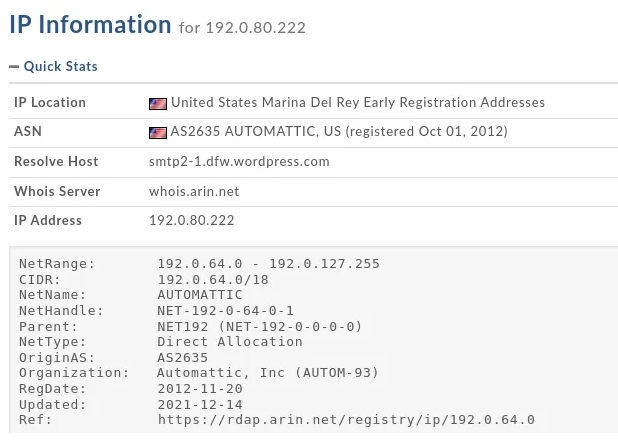 IP Information for 192.0.80.222
Quick Stats
IP Location United States Marina Del Rey Early Registration Addresses
ASN AS2635 AUTOMATTIC, US (registered Oct 01, 2012)
Resolve Host smtp2-1.dfw.wordpress.com
Whois Server whois.arin.net
IP Address 192.0.80.222
NetRange: 192.0.64.0 - 192.0.127.255
CIDR: 192.0.64.0/18
NetName: AUTOMATTIC
NetHandle: NET-192-0-64-0-1
Parent: NET192 (NET-192-0-0-0-0)
NetType: Direct Allocation
OriginAS: AS2635
Organization: Automattic, Inc (AUTOM-93)
RegDate: 2012-11-20
Updated: 2021-12-14
Ref: https://rdap.arin.net/registry/ip/192.0.64.0